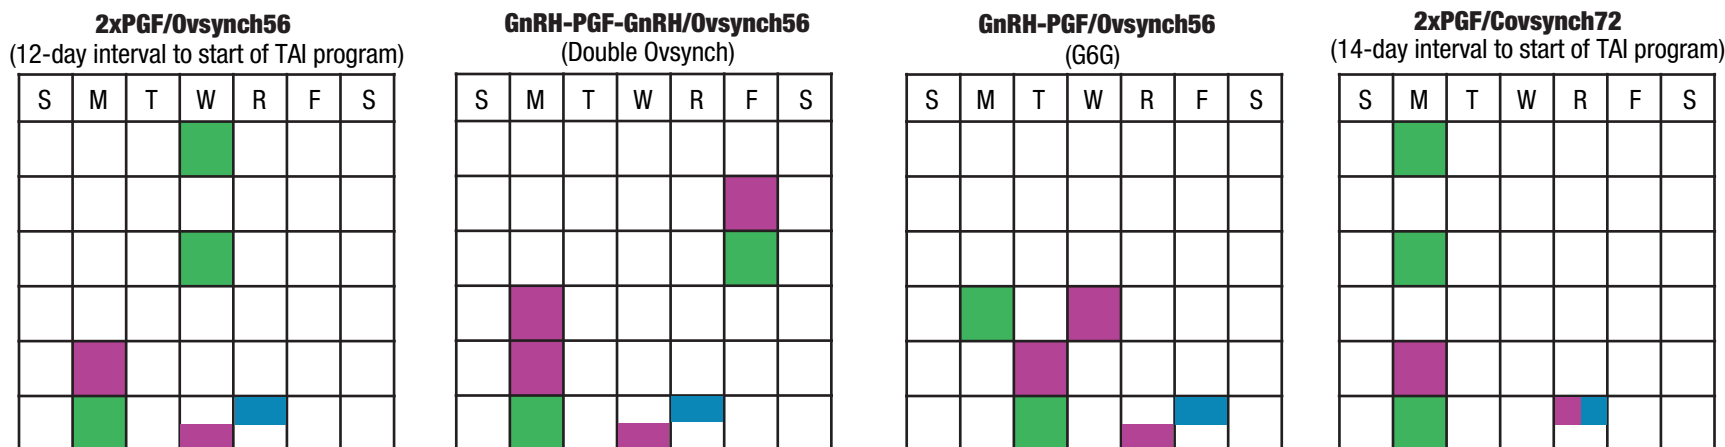 2xPGF/Ovsynch56
(12-day interval to start of TAI program)
S M T W R F S
GnRH-PGF-GnRH/Ovsynch56
(Double Ovsynch)
S M T W R F S
GnRH-PGF/Ovsynch56
(G6G)
S M T W R F S
2xPGF/Covsynch72
(14-day interval to start of TAI program)
S M T W R F S